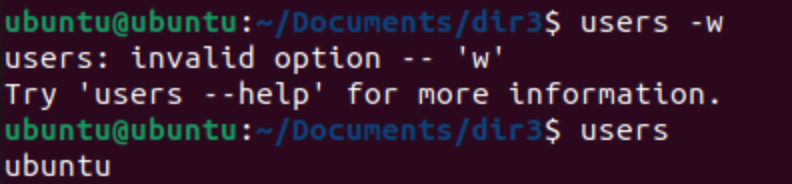 ubuntu@ubuntu:~/Documents/dir3$ users -w
users: invalid option -- 'w'
Try 'users --help' for more information.
ubuntu@ubuntu:~/Documents/dir3$ users
ubuntu